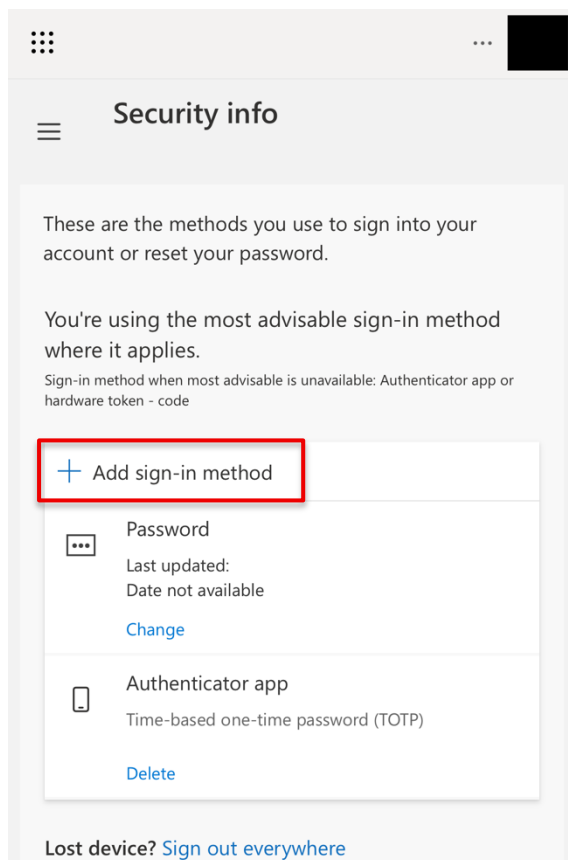 Security info
These are the methods you use to sign into your
account or reset your password.
You're using the most advisable sign-in method
where it applies.
Sign-in method when most advisable is unavailable: Authenticator app or
hardware token - code
Add sign-in method
Password
Last updated:
Date not available
Change
Authenticator app
Time-based one-time password (TOTP)
Delete
Lost device? Sign out everywhere